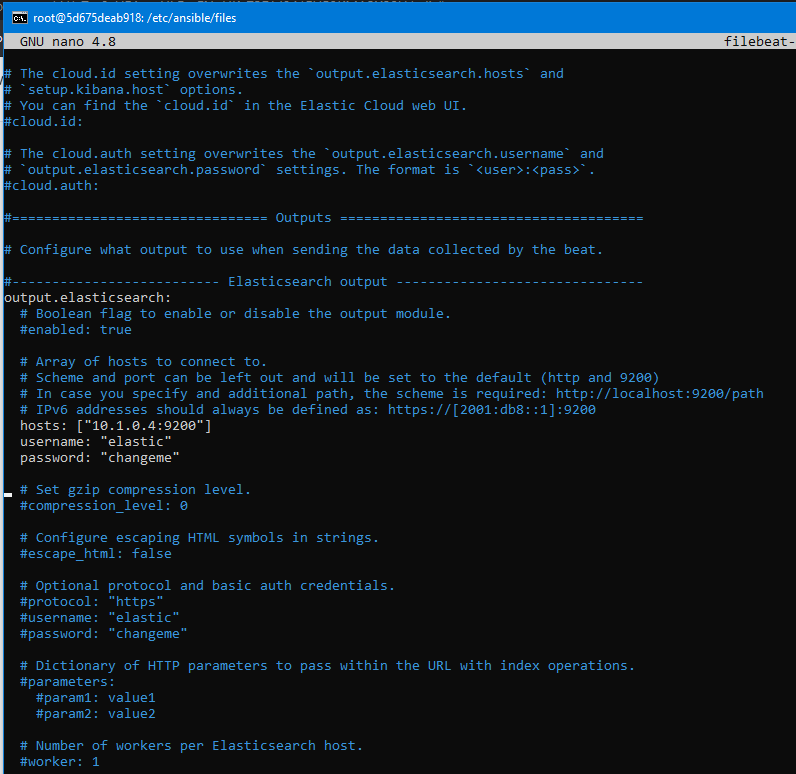 root@5d675deab918: /etc/ansible/files
GNU nano 4.8 filebeat-
# The cloud.id setting overwrites the `output.elasticsearch.hosts` and
# `setup.kibana.host` options.
# You can find the `cloud.id` in the Elastic Cloud web UI.
#cloud.id:
# The cloud.auth setting overwrites the `output.elasticsearch.username` and
# `output.elasticsearch.password` settings. The format is `<user>:<pass>`.
#cloud.auth:
#================================ Outputs ======================================
# Configure what output to use when sending the data collected by the beat.
#-------------------------- Elasticsearch output -------------------------------
output.elasticsearch:
# Boolean flag to enable or disable the output module.
#enabled: true
# Array of hosts to connect to.
# Scheme and port can be left out and will be set to the default (http and 9200)
# In case you specify and additional path, the scheme is required: http://localhost:9200/path
# IPv6 addresses should always be defined as: https://[2001:db8::1]:9200
hosts: ["10.1.0.4:9200"]
username: "elastic"
password: "changeme"
# Set gzip compression level.
#compression_level: 0
# Configure escaping HTML symbols in strings.
#escape_html: false
# Optional protocol and basic auth credentials.
#protocol: "https"
#username: "elastic"
#password: "changeme"
# Dictionary of HTTP parameters to pass within the URL with index operations.
#parameters:
#param1: value1
#param2: value2
# Number of workers per Elasticsearch host.
#worker: 1